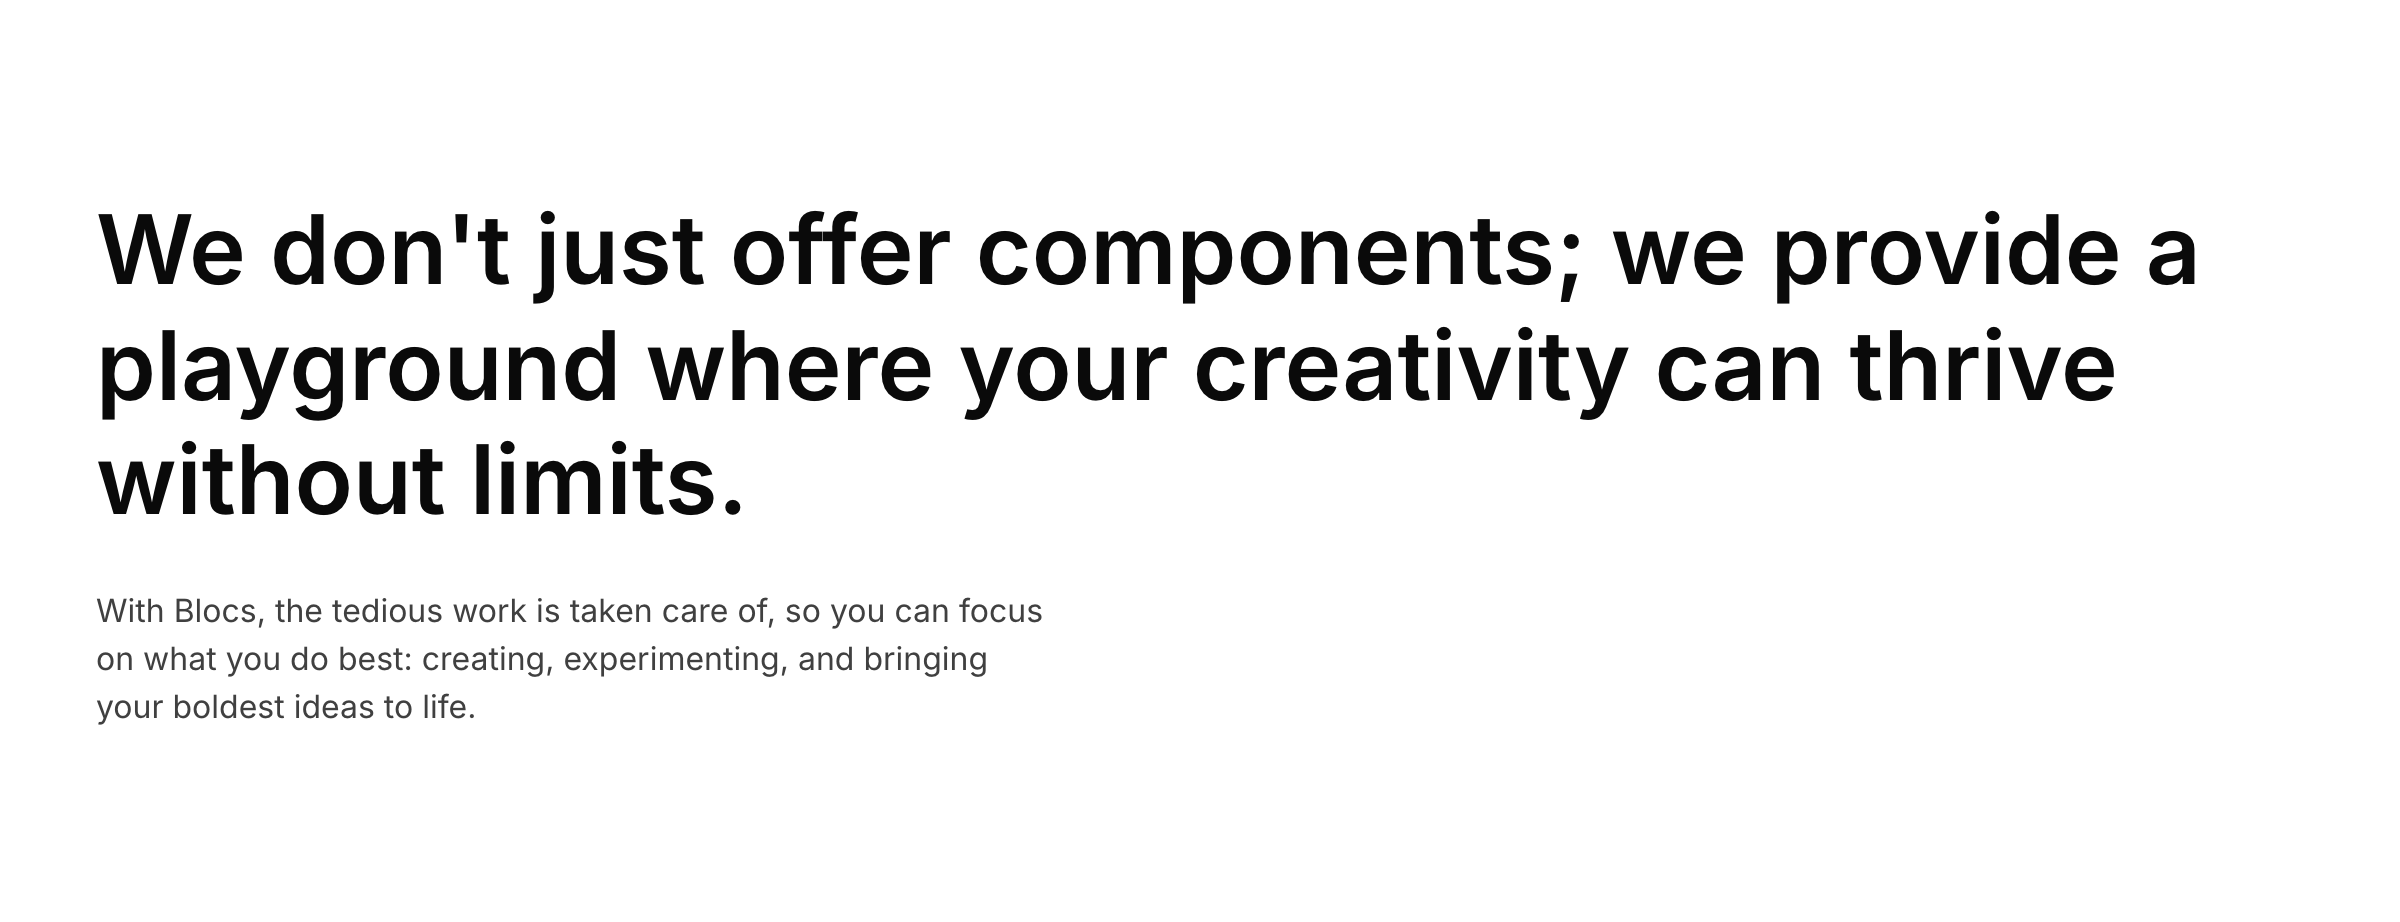 We don't just offer components; we provide a
playground where your creativity can thrive
without limits.
With Blocs, the tedious work is taken care of, so you can focus
on what you do best: creating, experimenting, and bringing
your boldest ideas to life.